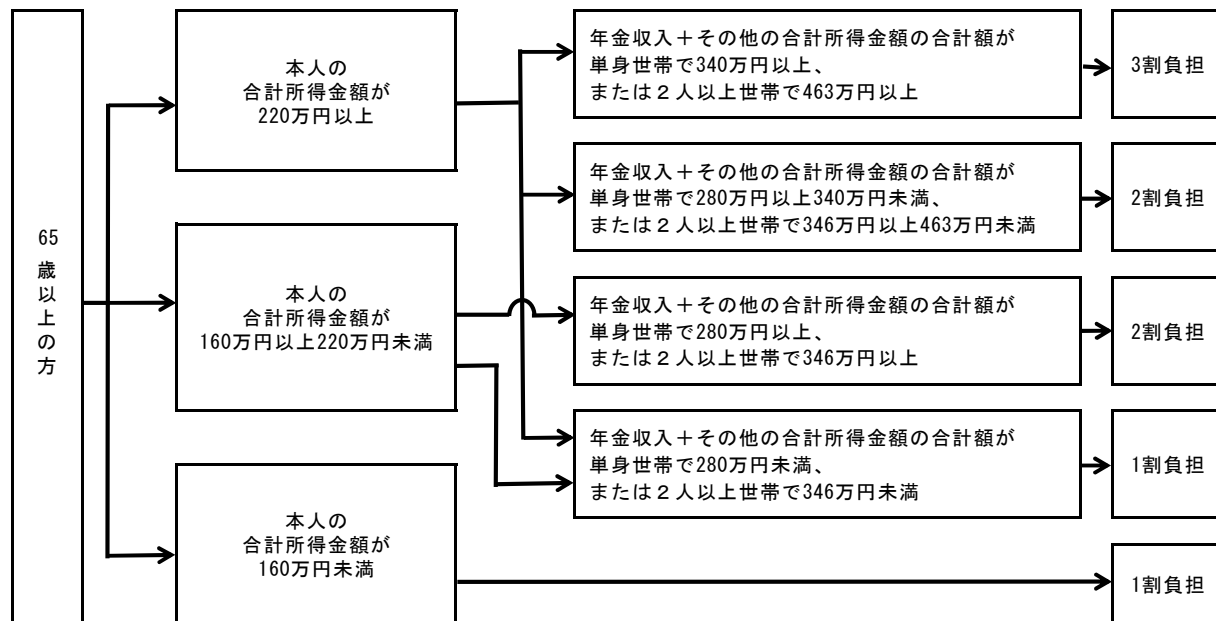 65歳以上の方
本人の
合計所得金額が
220万円以上
年金収入＋その他の合計所得金額の合計額が
単身世帯で340万円以上、
または２人以上世帯で463万円以上
3割負担
年金収入＋その他の合計所得金額の合計額が
単身世帯で280万円以上340万円未満、
または２人以上世帯で346万円以上463万円未満
2割負担
本人の
合計所得金額が
160万円以上220万円未満
年金収入＋その他の合計所得金額の合計額が
単身世帯で280万円以上、
または２人以上世帯で346万円以上
2割負担
年金収入＋その他の合計所得金額の合計額が
単身世帯で280万円未満、
または２人以上世帯で346万円未満
1割負担
本人の
合計所得金額が
160万円未満
1割負担